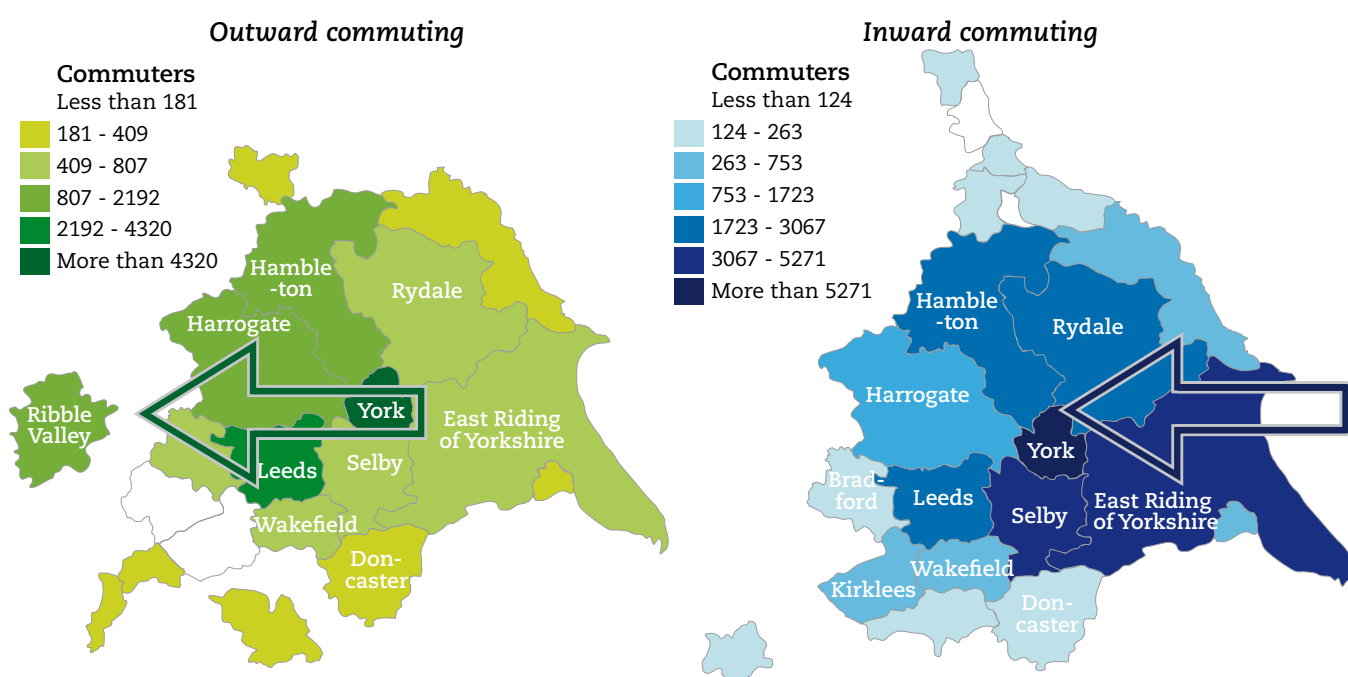 Outward commuting
Commuters
Less than 181
181 - 409
409 - 807
807 - 2192
2192 - 4320
More than 4320
Hamble
-ton
Rydale
Harrogate
Ribble
Valley
York
East Riding
of Yorkshire
Leeds
Selby
Wakefield
Don-
caster
Inward commuting
Commuters
Less than 124
124 - 263
263 - 753
753 - 1723
1723 - 3067
3067 - 5271
More than 5271
Hamble
-ton
Rydale
Harrogate
York
Brad-
ford
Leeds
Selby
East Riding
of Yorkshire
Wakefield
Kirklees
Don-
caster